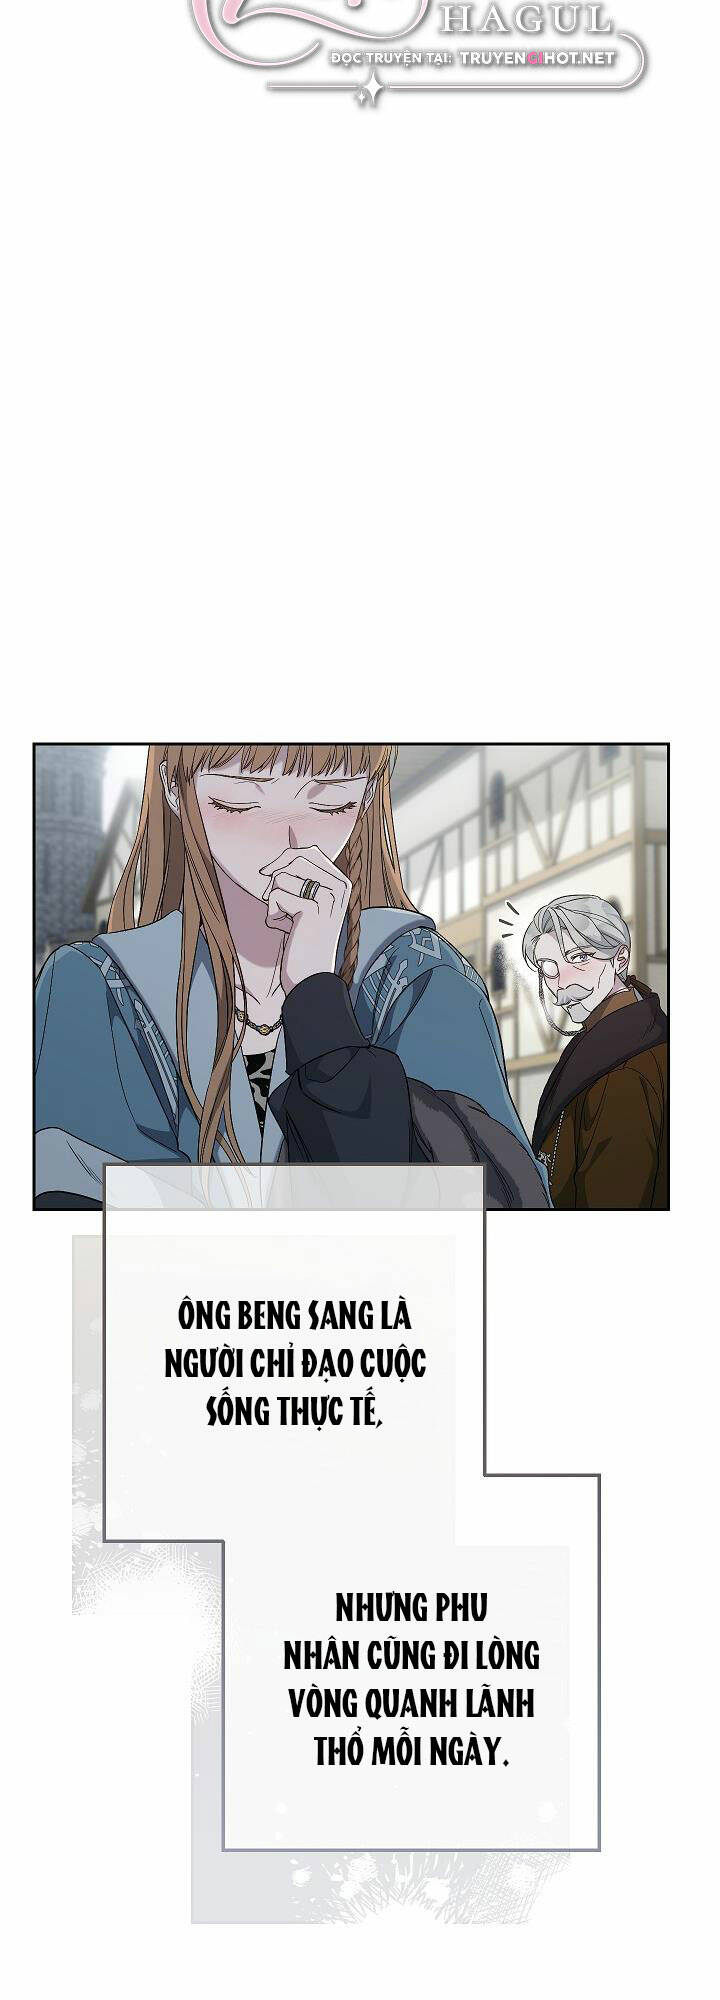 HAGUL
ĐỌC TRUYỆN TẠI: TRUYENGIHOT.NET
ÔNG BENG SANG LÀ
NGƯỜI CHỈ ĐẠO CUỘC
SỐNG THỰC TẾ,
NHƯNG PHU
NHÂN CŨNG ĐI LÒNG
VÒNG QUANH LÃNH
THỔ MỖI NGÀY.